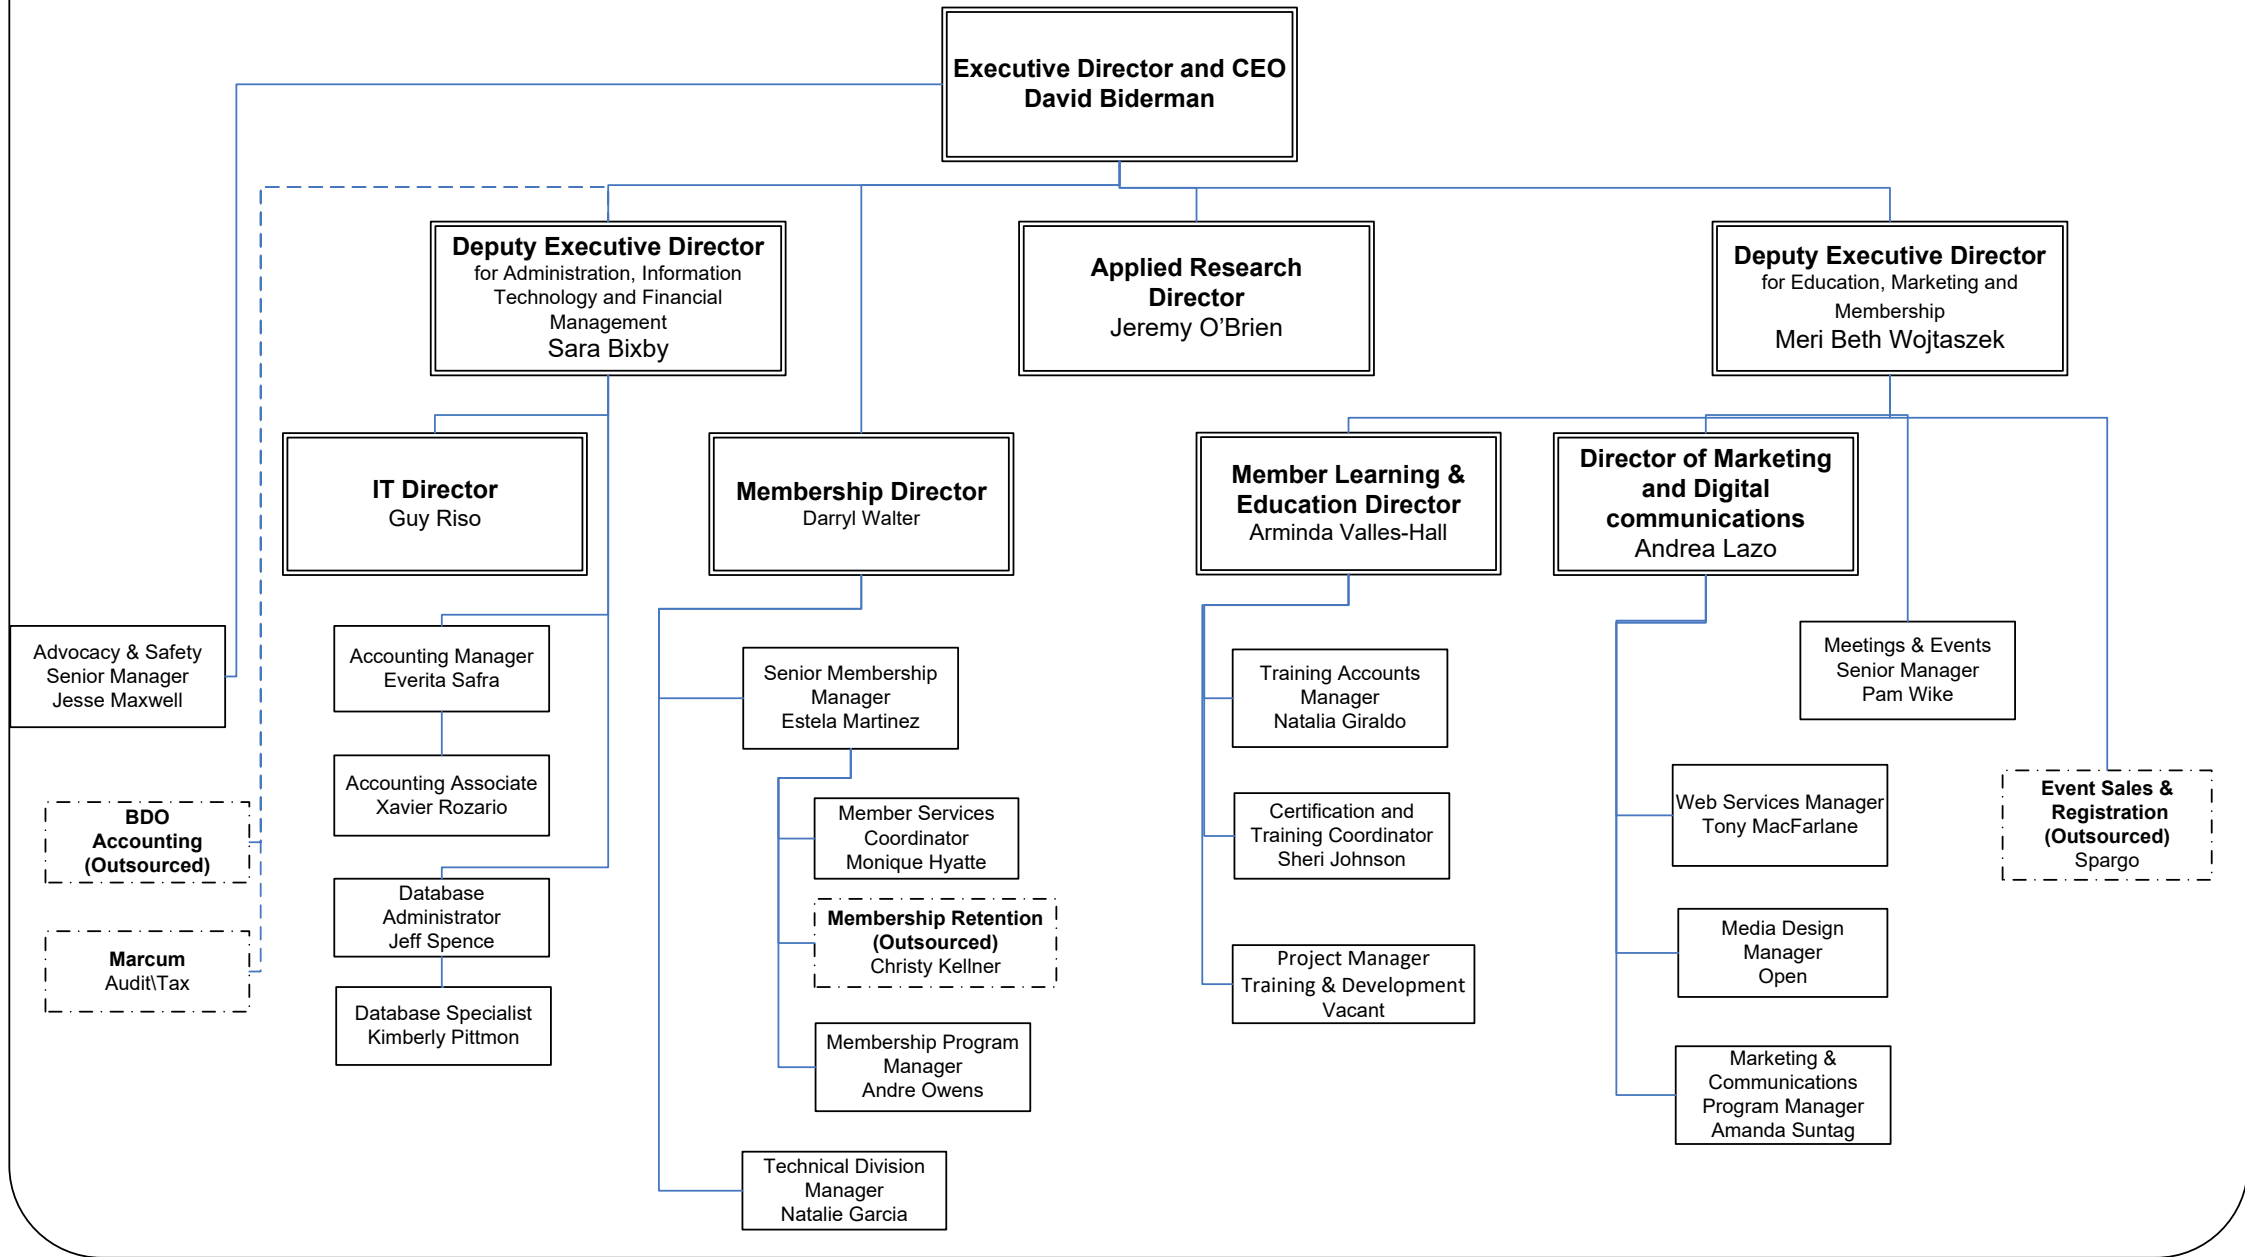 Executive Director and CEO
David Biderman
Deputy Executive Director
for Administration, Information
Technology and Financial
Management
Sara Bixby
Applied Research
Director
Jeremy O’Brien
Deputy Executive Director
for Education, Marketing and
Membership
Meri Beth Wojtaszek
IT Director
Guy Riso
Membership Director
Darryl Walter
Member Learning &
Education Director
Arminda Valles-Hall
Director of Marketing
and Digital
communications
Andrea Lazo
Advocacy & Safety
Senior Manager
Jesse Maxwell
Accounting Manager
Everita Safra
Senior Membership
Manager
Estela Martinez
Training Accounts
Manager
Natalia Giraldo
Meetings & Events
Senior Manager
Pam Wike
Accounting Associate
Xavier Rozario
BDO
Accounting
(Outsourced)
Member Services
Coordinator
Monique Hyatte
Certification and
Training Coordinator
Sheri Johnson
Web Services Manager
Tony MacFarlane
Event Sales &
Registration
(Outsourced)
Spargo
Database
Administrator
Jeff Spence
Marcum
Audit\Tax
Membership Retention
(Outsourced)
Christy Kellner
Project Manager
Training & Development
Vacant
Media Design
Manager
Open
Database Specialist
Kimberly Pittmon
Membership Program
Manager
Andre Owens
Marketing &
Communications
Program Manager
Amanda Suntag
Technical Division
Manager
Natalie Garcia